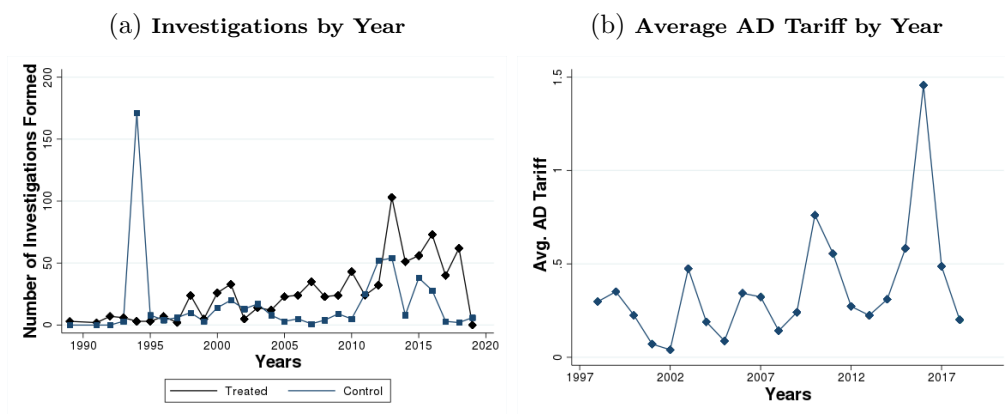 (a) Investigations by Year
Number of Investigations Formed
200
150
100
50
0
1990 1995 2000 2005 2010 2015 2020
Years
Treated Control
(b) Average AD Tariff by Year
Avg. AD Tariff
1.5
1
.5
0
1997 2002 2007 2012 2017
Years